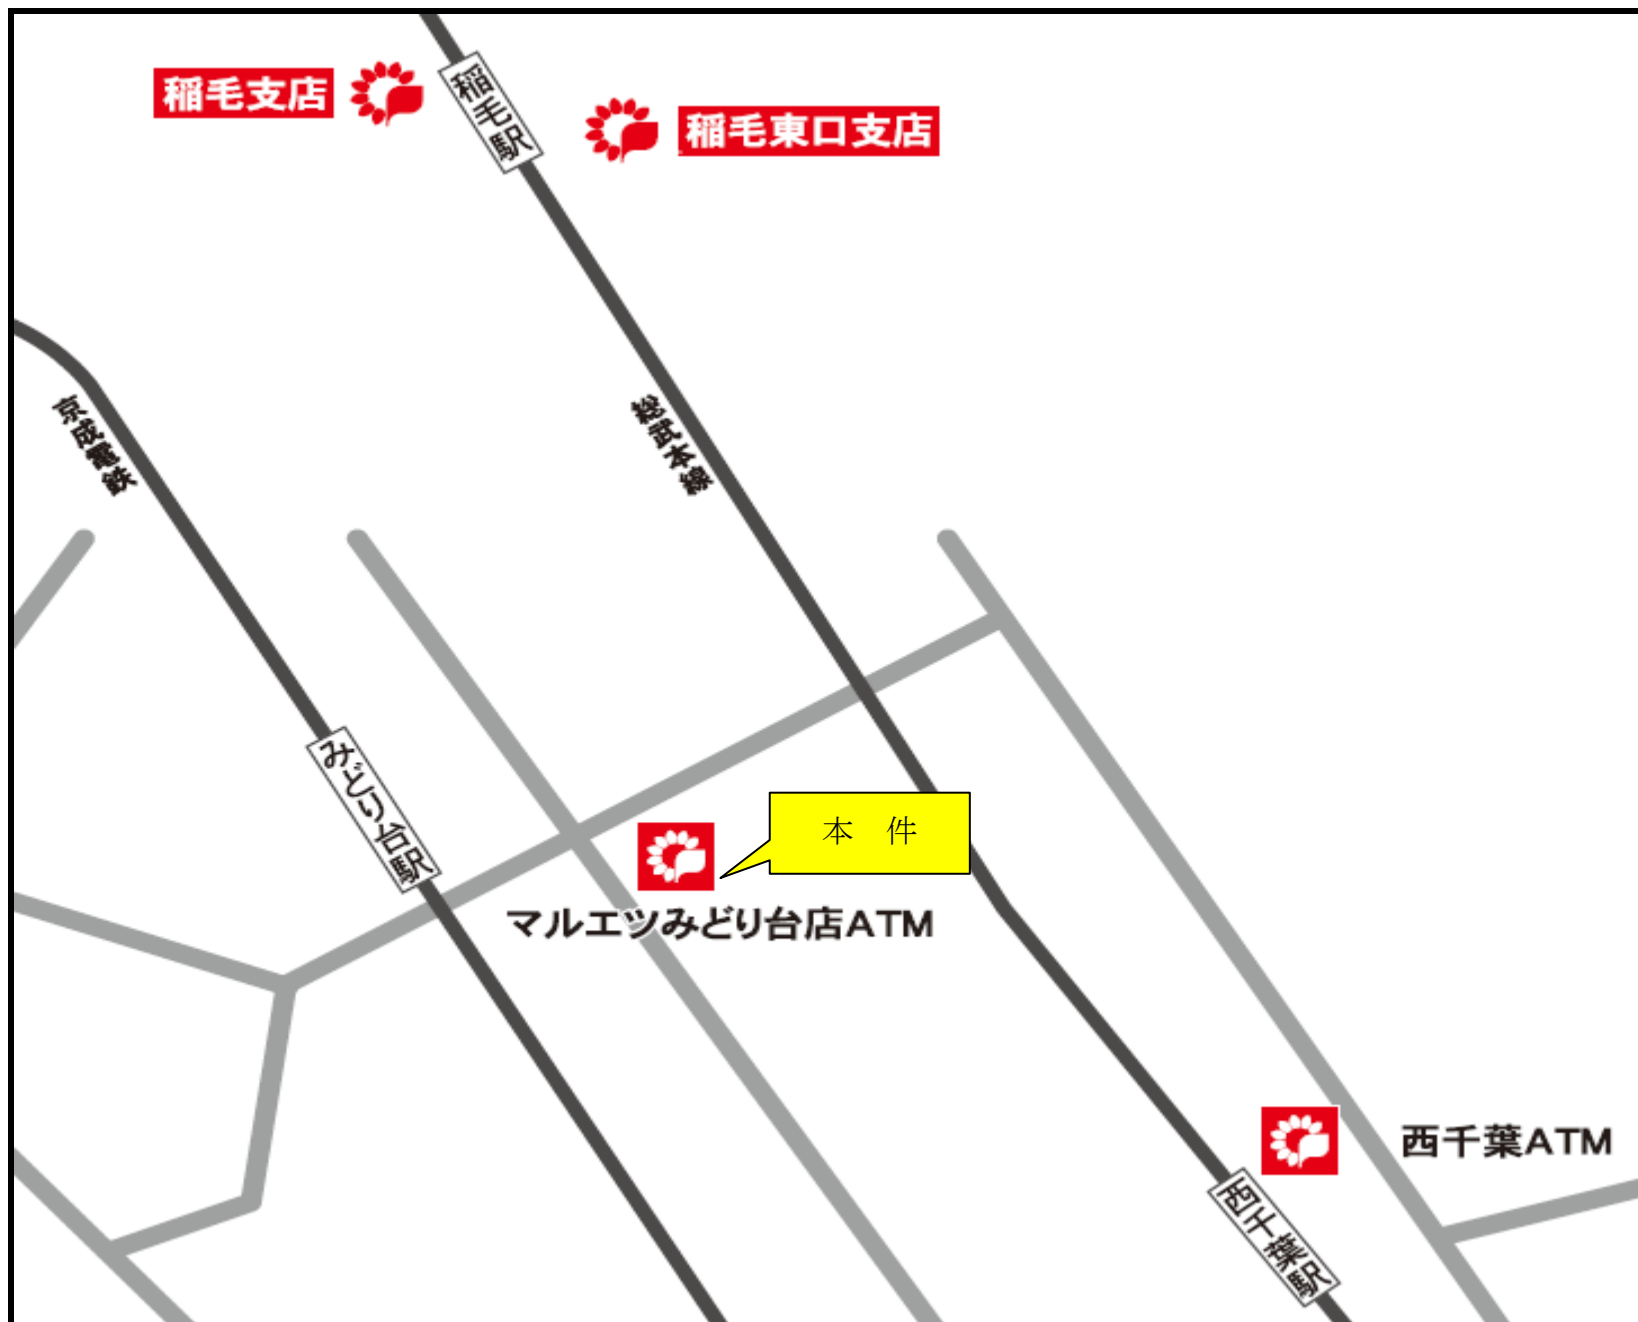 稲毛支店
稲毛駅
稲毛東口支店
京成電鉄
総武本線
みどり台駅
本　件
マルエツみどり台店ATM
西千葉ATM
西千葉駅